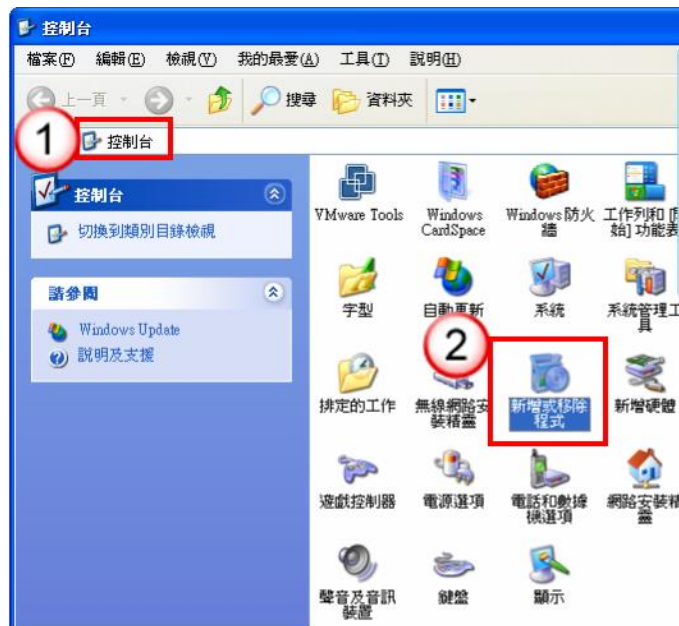 控制台
檔案(F) 編輯(E) 檢視(V) 我的最愛(A) 工具(T) 說明(H)
上一頁 搜尋 資料夾
1
控制台
控制台
切換到類別目錄檢視
請參閱
Windows Update
說明及支援
VMware Tools
Windows
CardSpace
Windows 防火
牆
工作列和 [開
始] 功能表
字型
自動更新
系統
系統管理工
具
2
排定的工作
無線網路安
裝精靈
新增或移除
程式
新增硬體
遊戲控制器
電源選項
電話和數據
機選項
網路安裝精
靈
聲音及音訊
裝置
鍵盤
顯示